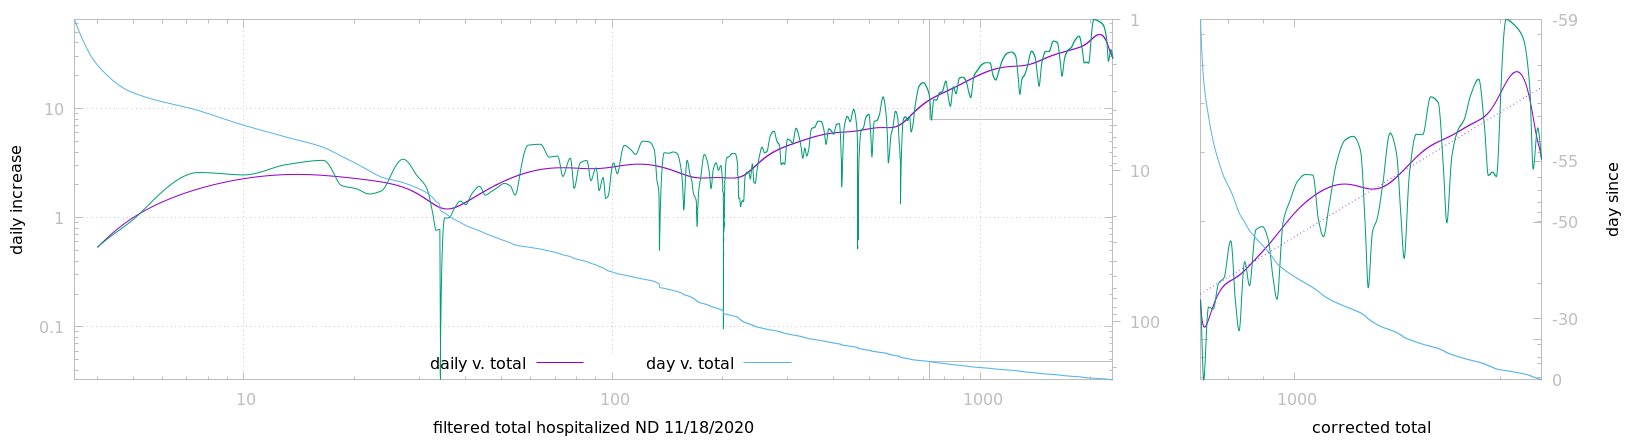 daily increase
10
1
0.1
daily v. total
day v. total
10
100
1000
filtered total hospitalized ND 11/18/2020
1
10
100
1000
corrected total
-59
-55
-50
-30
0
day since